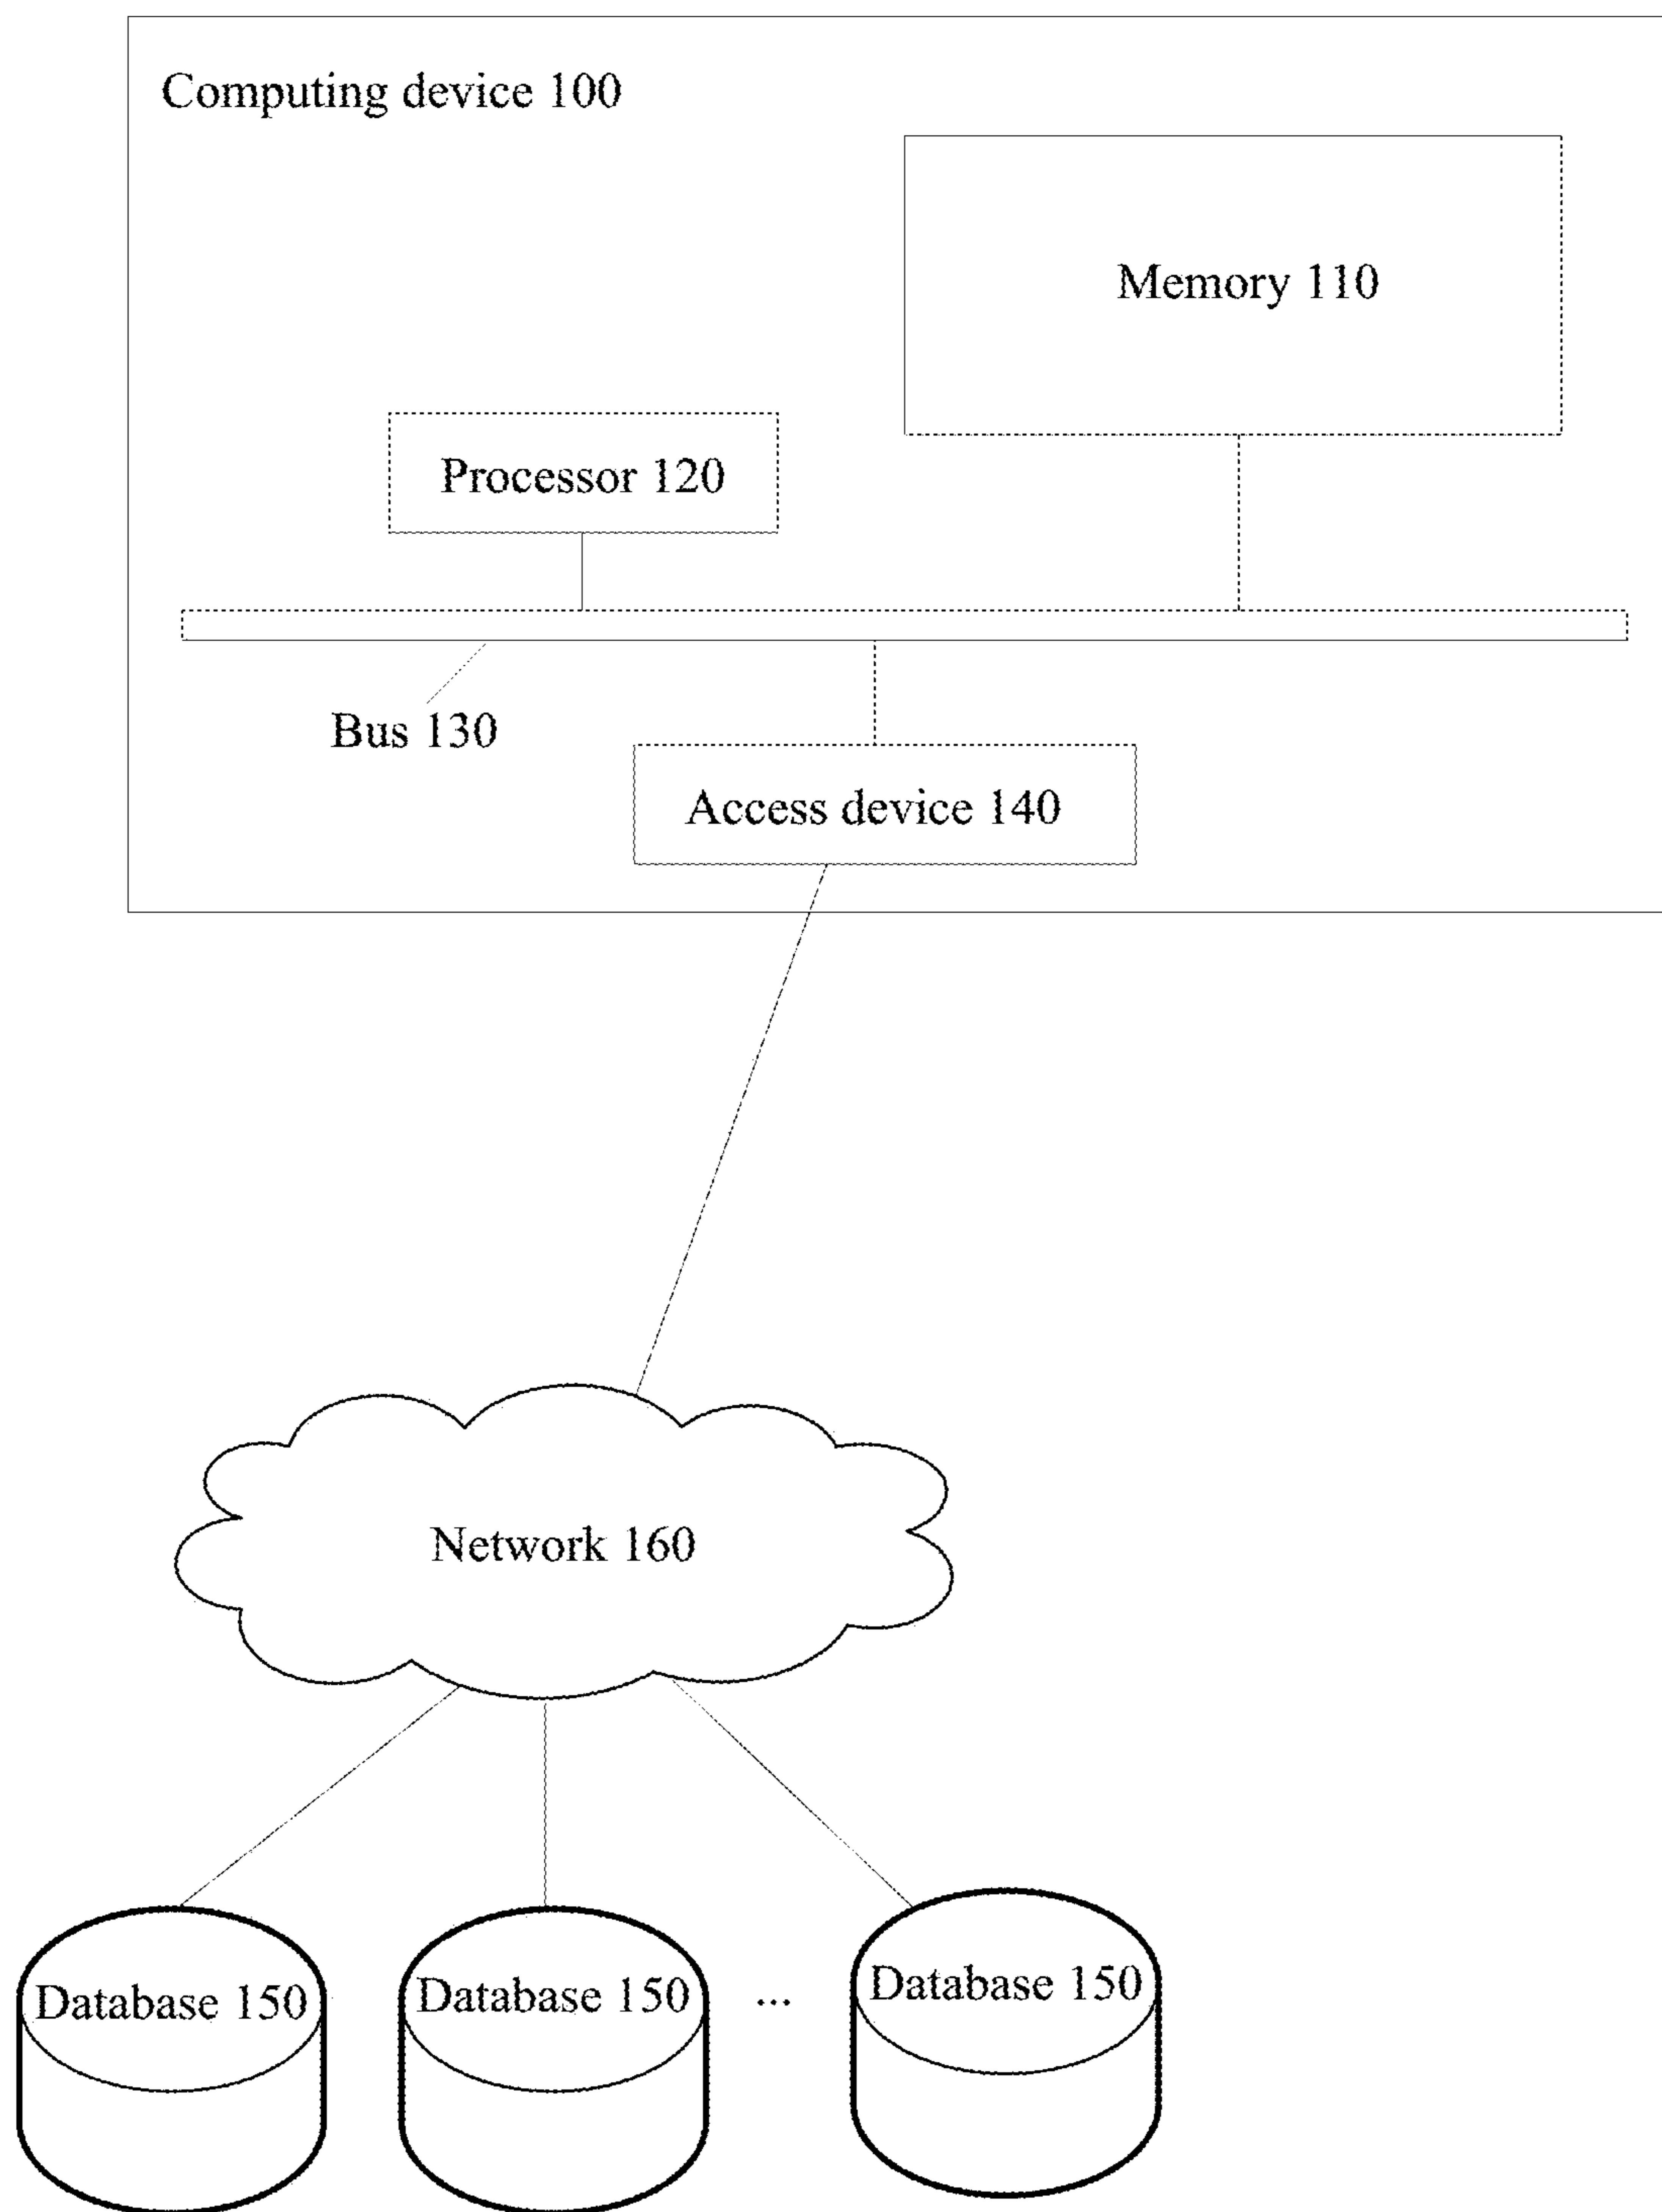 Computing device 100
Memory 110
Processor 120
Bus 130
Access device 140
Network 160
Database 150
Database 150
...
Database 150